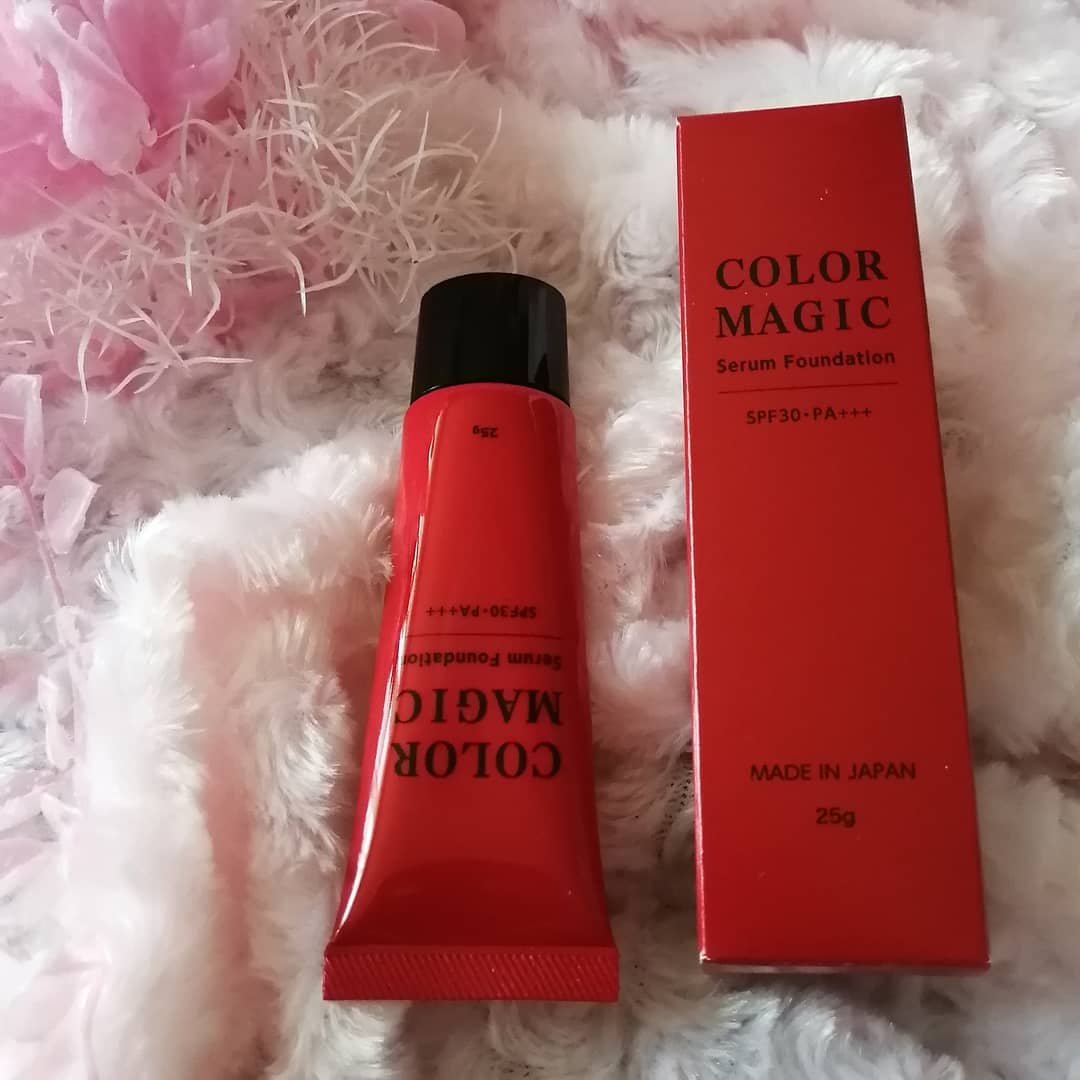 COLOR
MAGIC
Serum Foundation
SPF30・PA+++
25g
COLOR
MAGIC
Serum Foundation
SPF30・PA+++
MADE IN JAPAN
25g